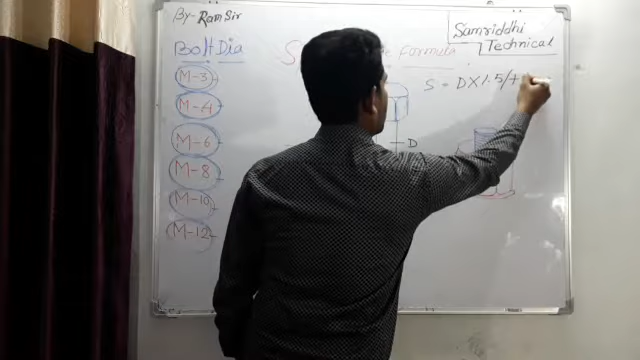 By- Ram Sir
Samriddhi
Technical
Bolt Dia
S
Formula
M-3
S = D X 1.5/+
M-4
D
M-6
M-8
M-10
M-12